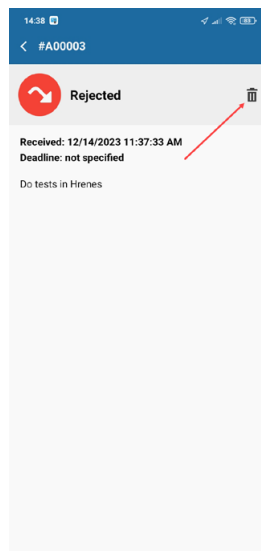 14:38
#A00003
Rejected
Received: 12/14/2023 11:37:33 AM
Deadline: not specified
Do tests in Hrenes